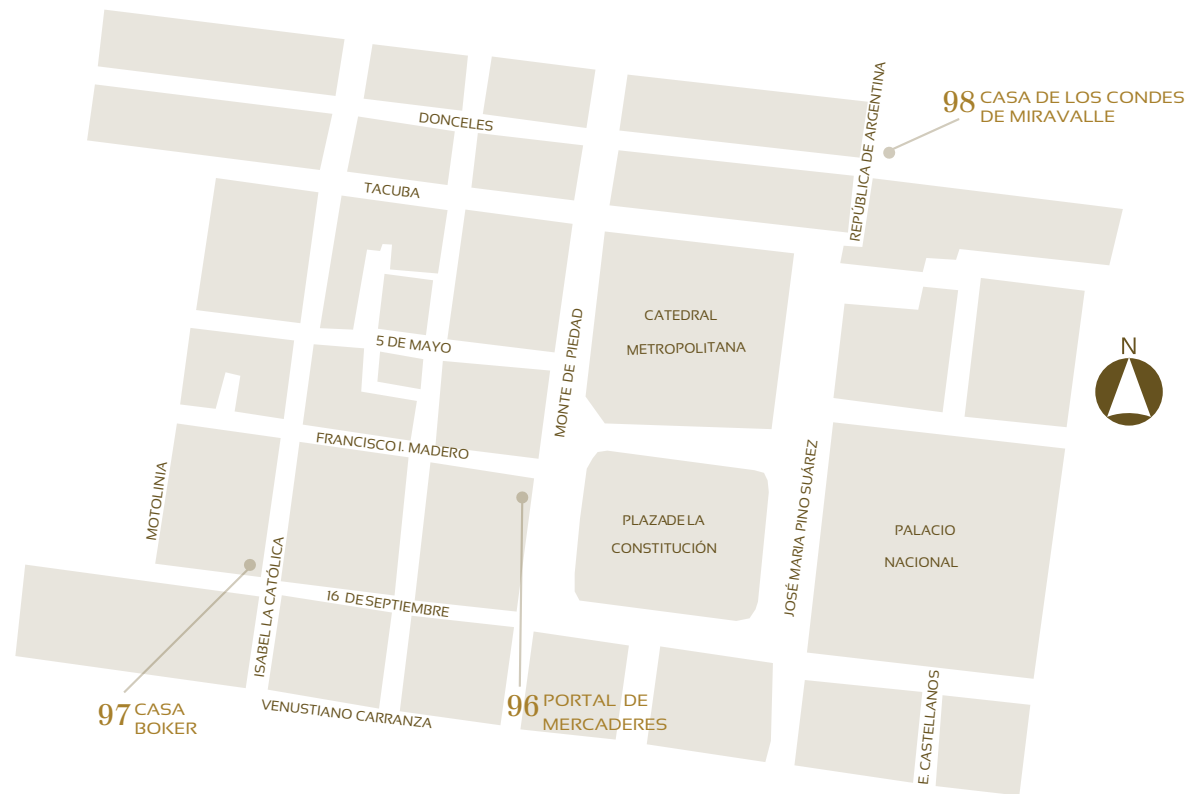 REPÚBLICA DE ARGENTINA
98 CASA DE LOS CONDES
DE MIRAVALLE
DONCELES
TACUBA
CATEDRAL
METROPOLITANA
5 DE MAYO
MONTE DE PIEDAD
N
FRANCISCO I. MADERO
MOTOLINIA
PLAZA DE LA
CONSTITUCIÓN
JOSÉ MARIA PINO SUÁREZ
PALACIO
NACIONAL
ISABEL LA CATÓLICA
16 DE SEPTIEMBRE
97 CASA
BOKER
VENUSTIANO CARRANZA
96 PORTAL DE
MERCADERES
E. CASTELLANOS